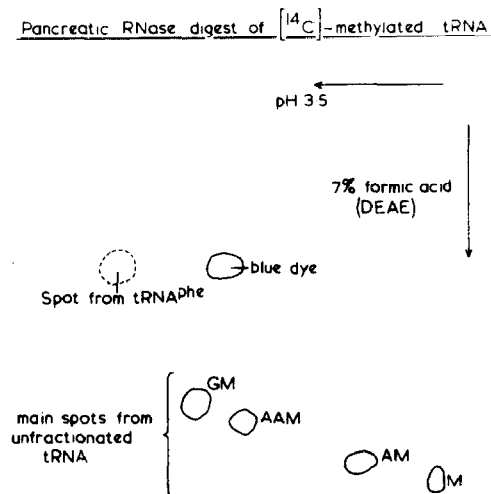 Pancreatic RNase digest of [14C]-methylated tRNA
pH 3 5
7% formic acid
(DEAE)
blue dye
Spot from tRNAphe
GM
AAM
main spots from
unfractionated
tRNA
AM
M